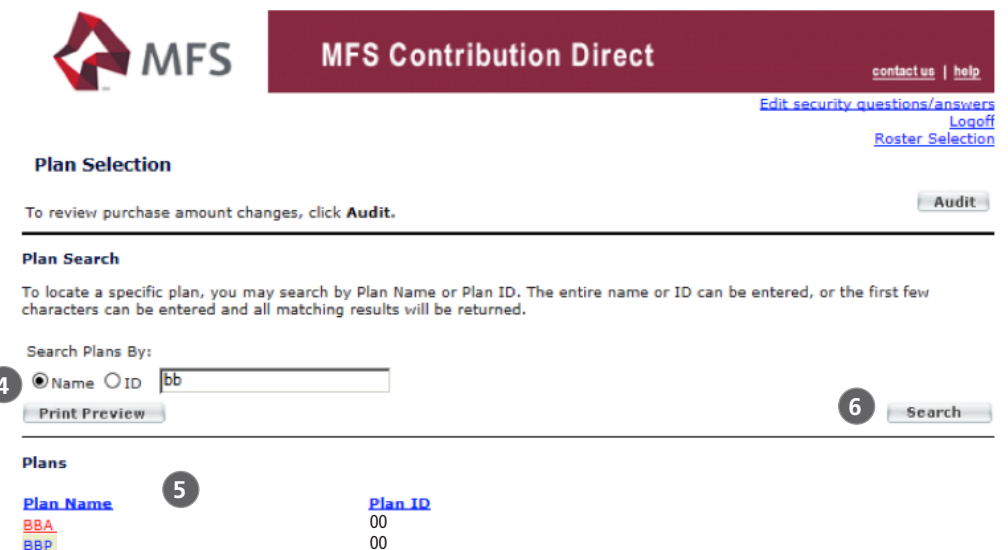 MFS
MFS Contribution Direct
contact us | help
Edit security questions/answers
Logoff
Roster Selection
Plan Selection
To review purchase amount changes, click Audit.
Audit
Plan Search
To locate a specific plan, you may search by Plan Name or Plan ID. The entire name or ID can be entered, or the first few
characters can be entered and all matching results will be returned.
Search Plans By:
4 Name ID bb
Print Preview
6 Search
Plans
5
Plan Name Plan ID
BBA 00
BBP 00